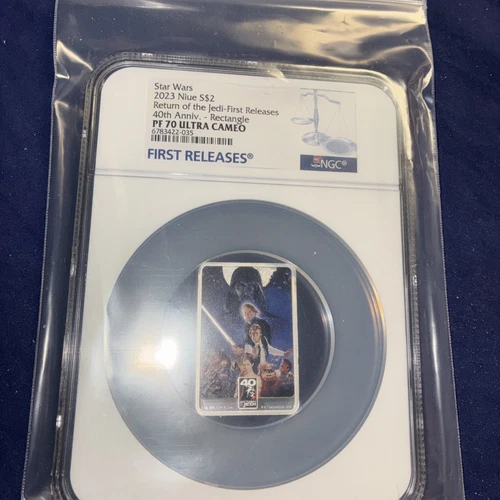 Star Wars
2023 Niue S$2
Return of the Jedi-First Releases
40th Anniv. - Rectangle
PF 70 ULTRA CAMEO
6783422-035
FIRST RELEASES®
NGC®
40